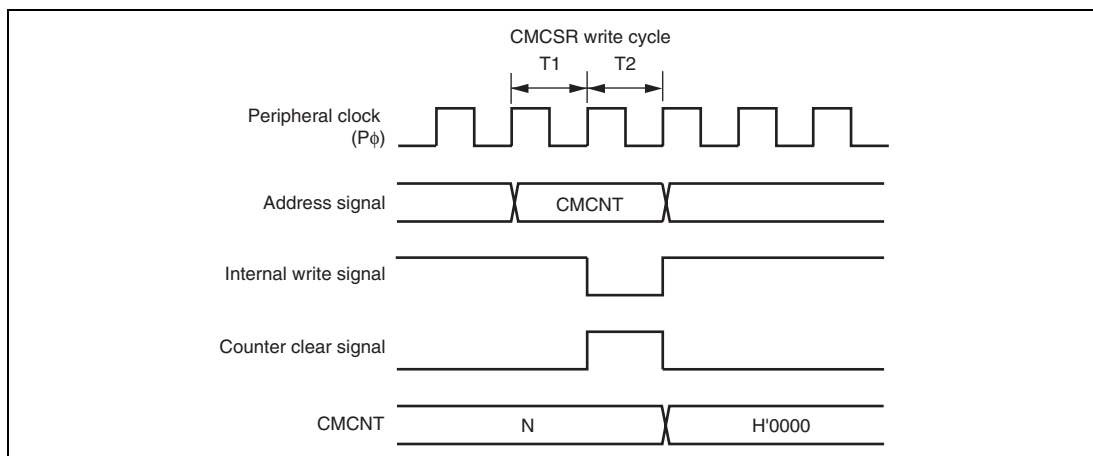 CMCSR write cycle
T1 T2
Peripheral clock
(Pϕ)
Address signal
CMCNT
Internal write signal
Counter clear signal
CMCNT
N
H'0000